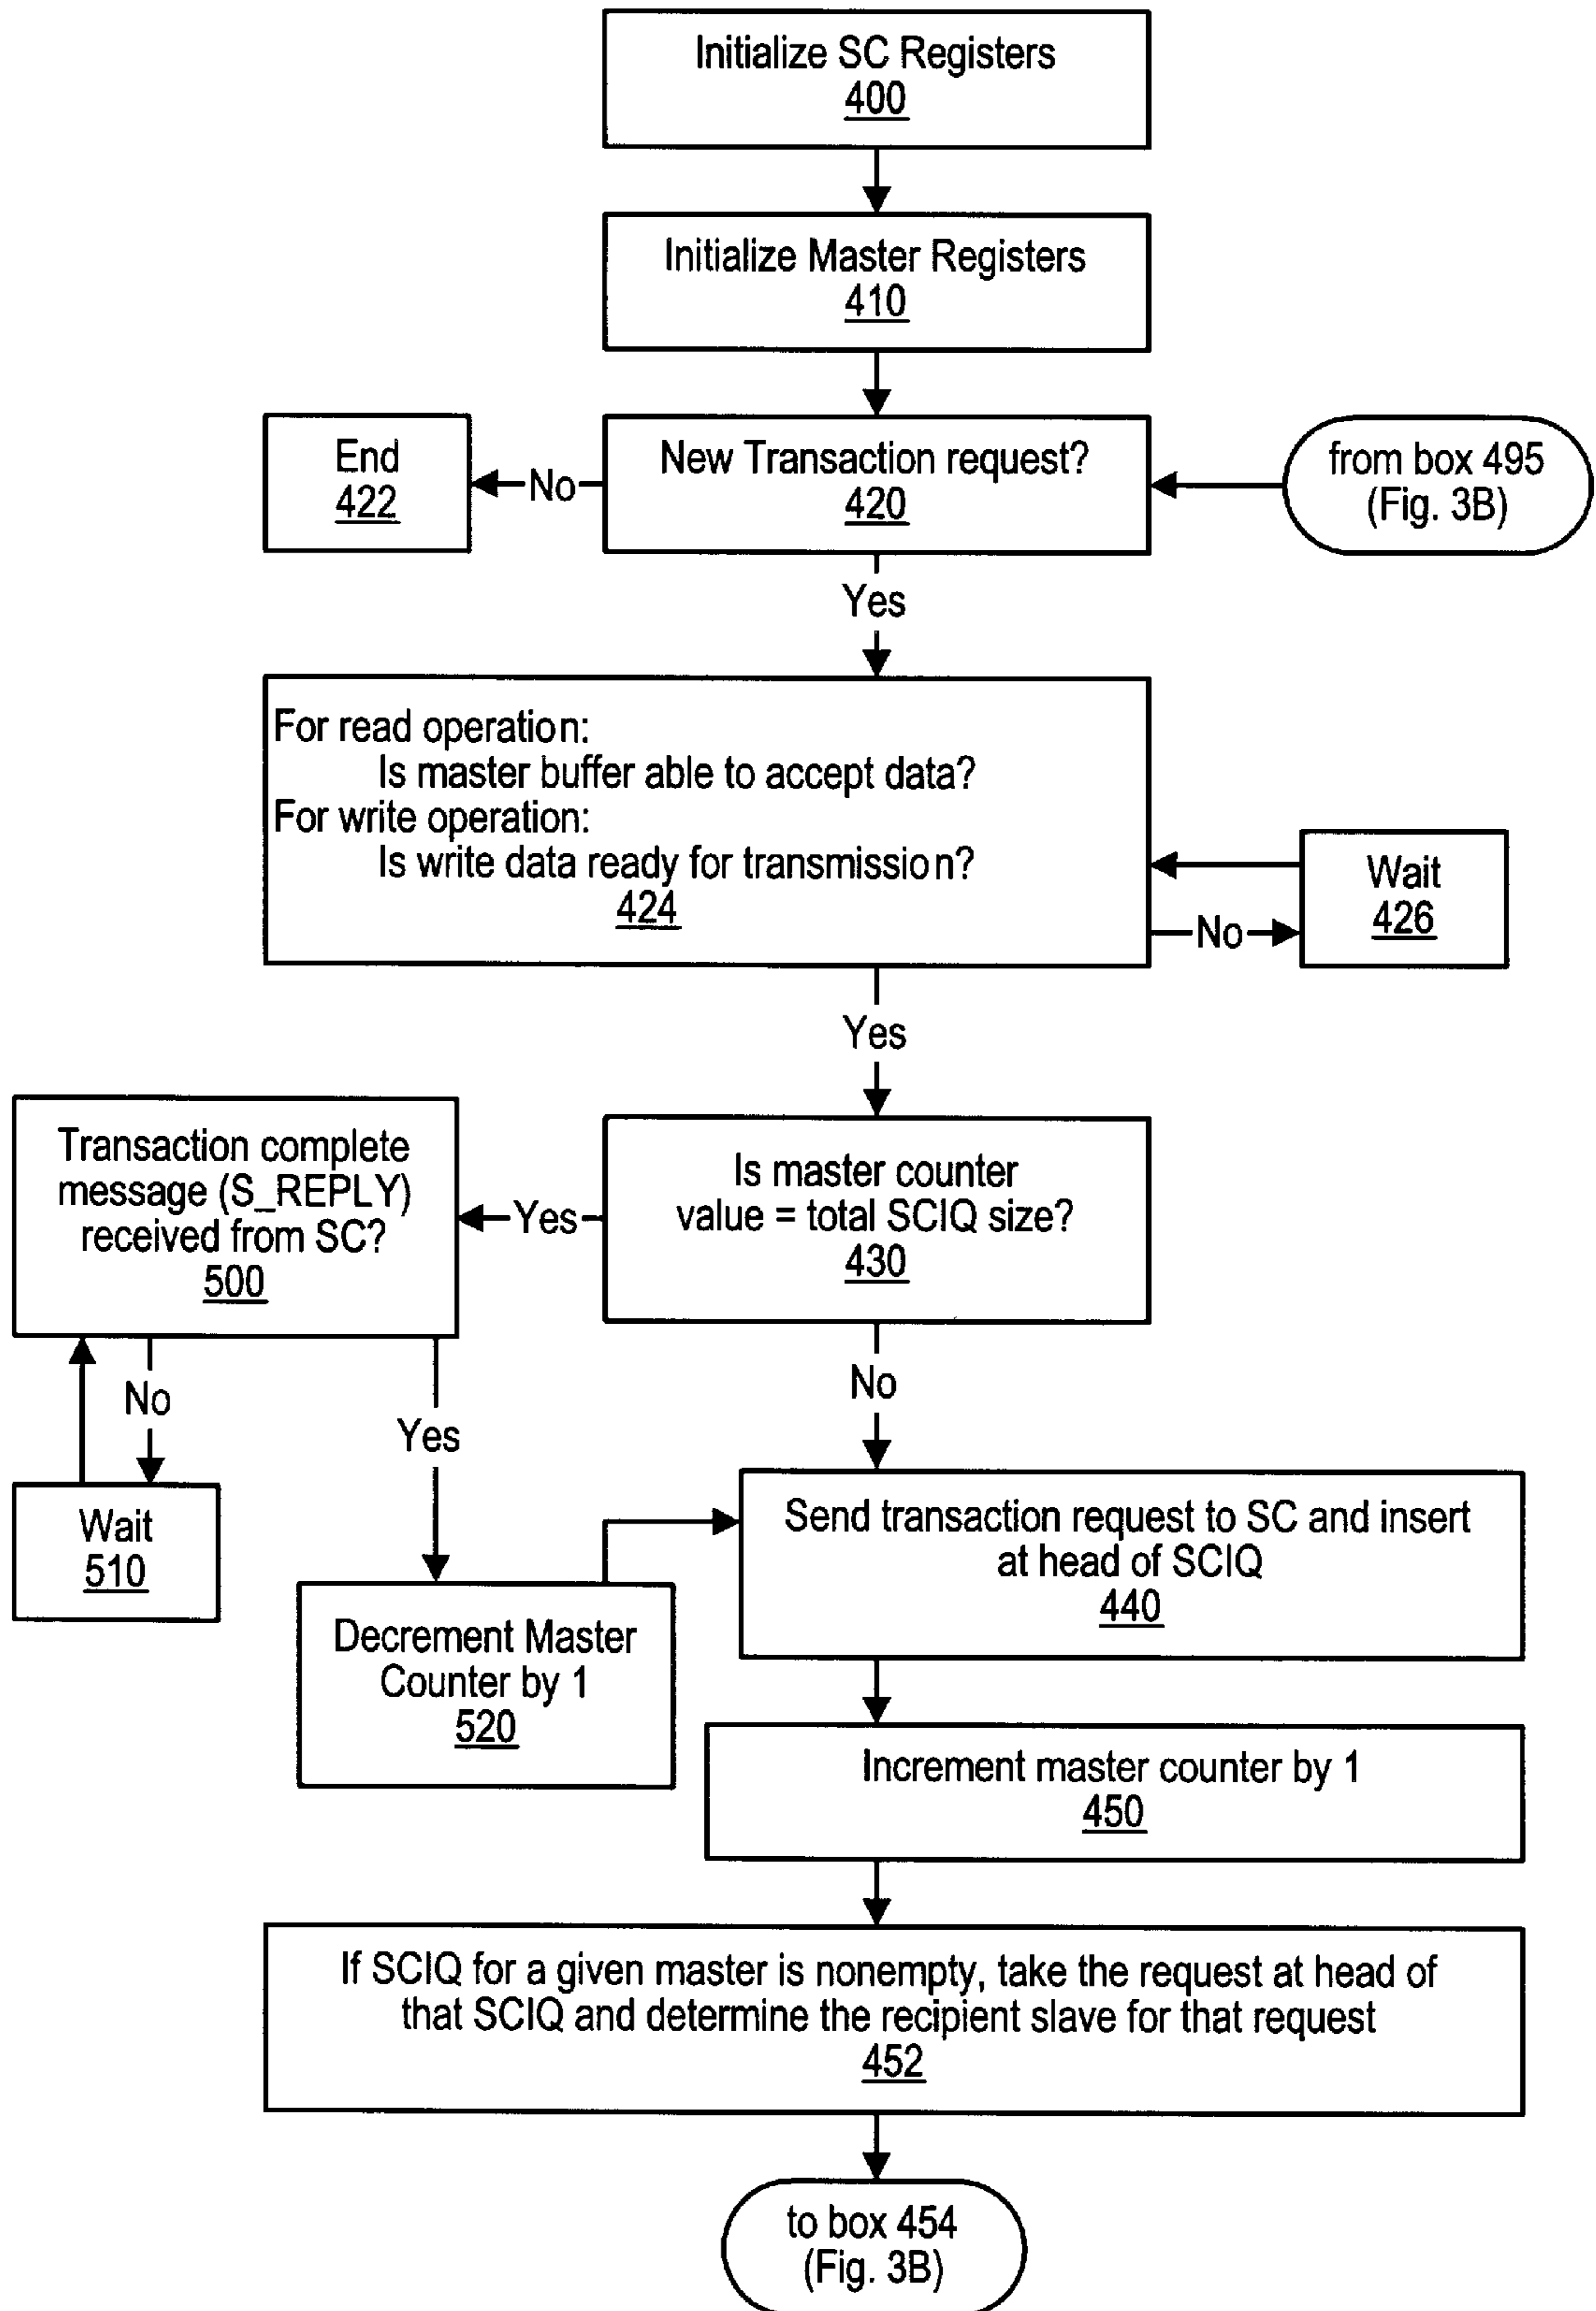 Initialize SC Registers
400
Initialize Master Registers
410
End
422
No
New Transaction request?
420
from box 495
(Fig. 3B)
Yes
For read operation:
Is master buffer able to accept data?
For write operation:
Is write data ready for transmission?
424
Wait
426
No
Yes
Transaction complete
message (S_REPLY)
received from SC?
500
Yes
Is master counter
value = total SCIQ size?
430
No
Yes
No
Wait
510
Send transaction request to SC and insert
at head of SCIQ
440
Decrement Master
Counter by 1
520
Increment master counter by 1
450
If SCIQ for a given master is nonempty, take the request at head of
that SCIQ and determine the recipient slave for that request
452
to box 454
(Fig. 3B)